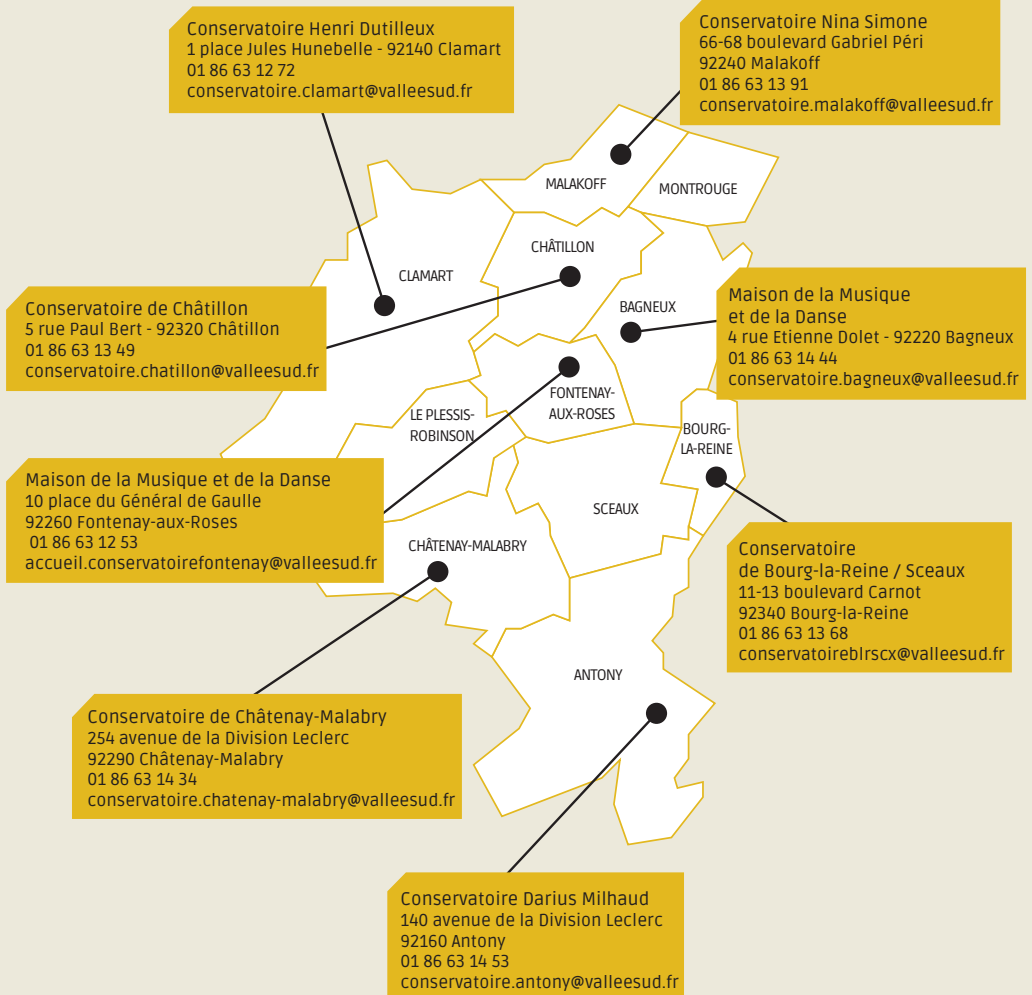 Conservatoire Henri Dutilleux
1 place Jules Hunebelle - 92140 Clamart
01 86 63 12 72
conservatoire.clamart@valleesud.fr
Conservatoire Nina Simone
66-68 boulevard Gabriel Péri
92240 Malakoff
01 86 63 13 91
conservatoire.malakoff@valleesud.fr
MALAKOFF
MONTROUGE
CHÂTILLON
CLAMART
BAGNEUX
Conservatoire de Châtillon
5 rue Paul Bert - 92320 Châtillon
01 86 63 13 49
conservatoire.chatillon@valleesud.fr
Maison de la Musique
et de la Danse
4 rue Etienne Dolet - 92220 Bagneux
01 86 63 14 44
conservatoire.bagneux@valleesud.fr
FONTENAY-
AUX-ROSES
LE PLESSIS-
ROBINSON
BOURG-
LA-REINE
Maison de la Musique et de la Danse
10 place du Général de Gaulle
92260 Fontenay-aux-Roses
01 86 63 12 53
accueil.conservatoirefontenay@valleesud.fr
SCEAUX
CHÂTENAY-MALABRY
Conservatoire
de Bourg-la-Reine / Sceaux
11-13 boulevard Carnot
92340 Bourg-la-Reine
01 86 63 13 68
conservatoireblrscx@valleesud.fr
ANTONY
Conservatoire de Châtenay-Malabry
254 avenue de la Division Leclerc
92290 Châtenay-Malabry
01 86 63 14 34
conservatoire.chatenay-malabry@valleesud.fr
Conservatoire Darius Milhaud
140 avenue de la Division Leclerc
92160 Antony
01 86 63 14 53
conservatoire.antony@valleesud.fr